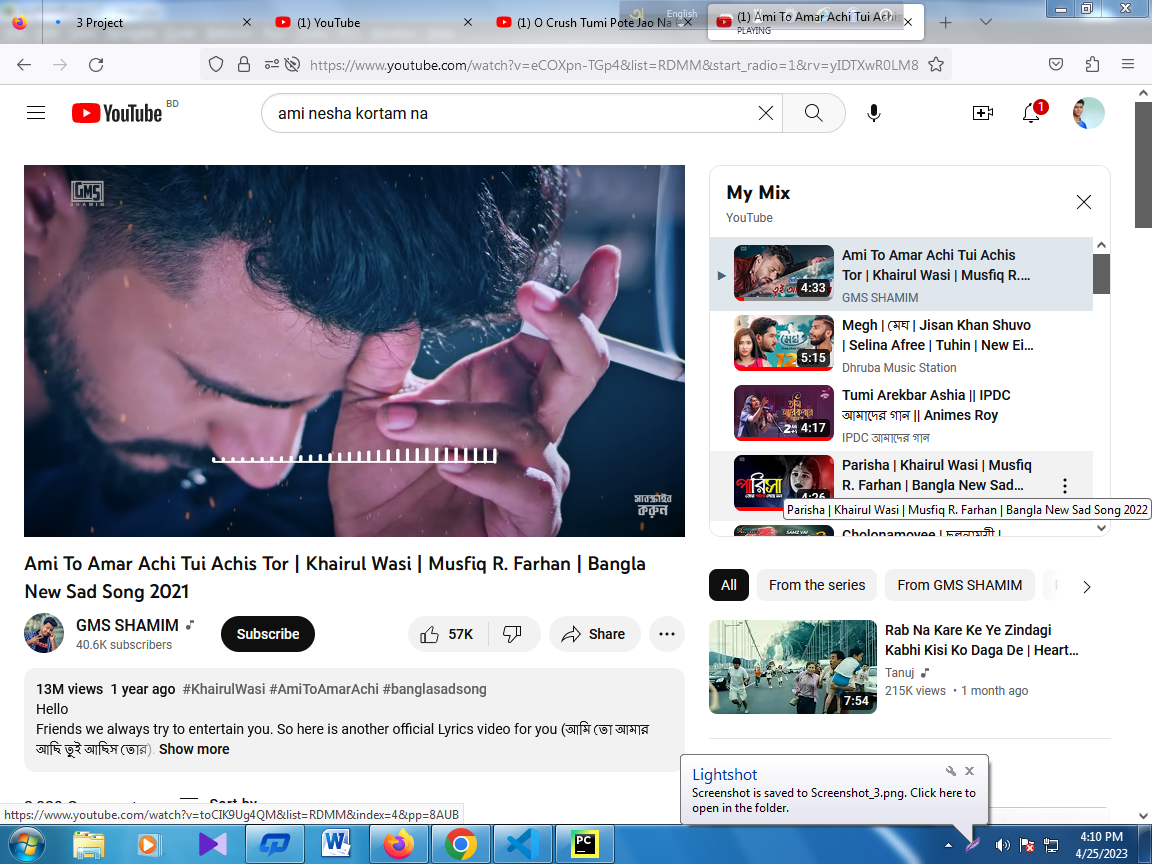 3 Project
(1) YouTube
(1) O Crush Tumi Pote Jao Na
English
(1) Ami To Amar Achi Tui Achis
PLAYING
https://www.youtube.com/watch?v=eCOXpn-TGp4&list=RDMM&start_radio=1&rv=yIDTXwR0LM8
YouTube BD
ami nesha kortam na
1
GMS
SHAMIM
সাবস্ক্রাইব
করুন
My Mix
YouTube
4:33
Ami To Amar Achi Tui Achis
Tor | Khairul Wasi | Musfiq R....
GMS SHAMIM
মেঘ
5:15
Megh | মেঘ | Jisan Khan Shuvo
| Selina Afree | Tuhin | New Ei...
Dhruba Music Station
4:17
Tumi Arekbar Ashia || IPDC
আমাদের গান || Animes Roy
IPDC আমাদের গান
4:26
Parisha | Khairul Wasi | Musfiq
R. Farhan | Bangla New Sad...
Parisha | Khairul Wasi | Musfiq R. Farhan | Bangla New Sad Song 2022
Cholonamoyee | চলনাময়ী |
Ami To Amar Achi Tui Achis Tor | Khairul Wasi | Musfiq R. Farhan | Bangla
New Sad Song 2021
GMS SHAMIM
40.6K subscribers
Subscribe
57K
Share
13M views 1 year ago #KhairulWasi #AmiToAmarAchi #banglasadsong
Hello
Friends we always try to entertain you. So here is another official Lyrics video for you (আমি তো আমার
আছি তুই আছিস তোর). Show more
Sort by
All
From the series
From GMS SHAMIM
7:54
Rab Na Kare Ke Ye Zindagi
Kabhi Kisi Ko Daga De | Heart...
Tanuj
215K views • 1 month ago
Lightshot
Screenshot is saved to Screenshot_3.png. Click here to
open in the folder.
https://www.youtube.com/watch?v=toCIK9Ug4QM&list=RDMM&index=4&pp=8AUB
W
PC
4:10 PM
4/25/2023